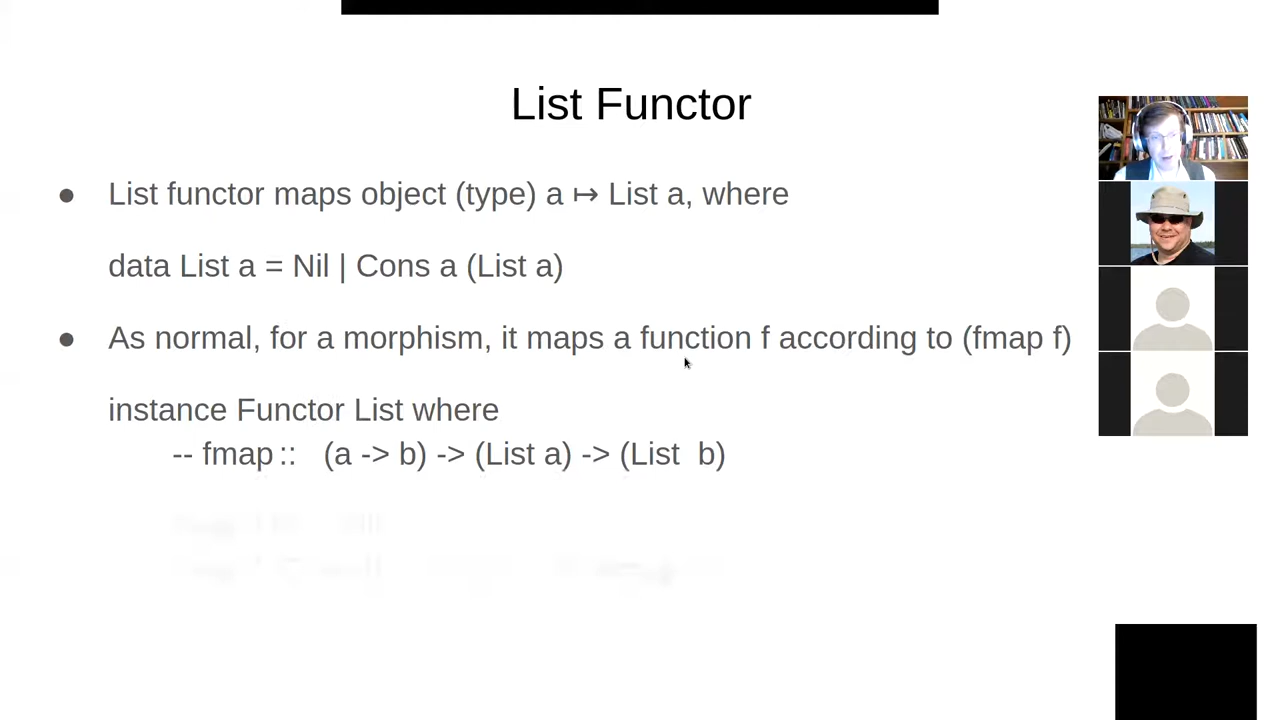 List Functor
● List functor maps object (type) a ↦ List a, where
data List a = Nil | Cons a (List a)
● As normal, for a morphism, it maps a function f according to (fmap f)
instance Functor List where
-- fmap :: (a -> b) -> (List a) -> (List b)